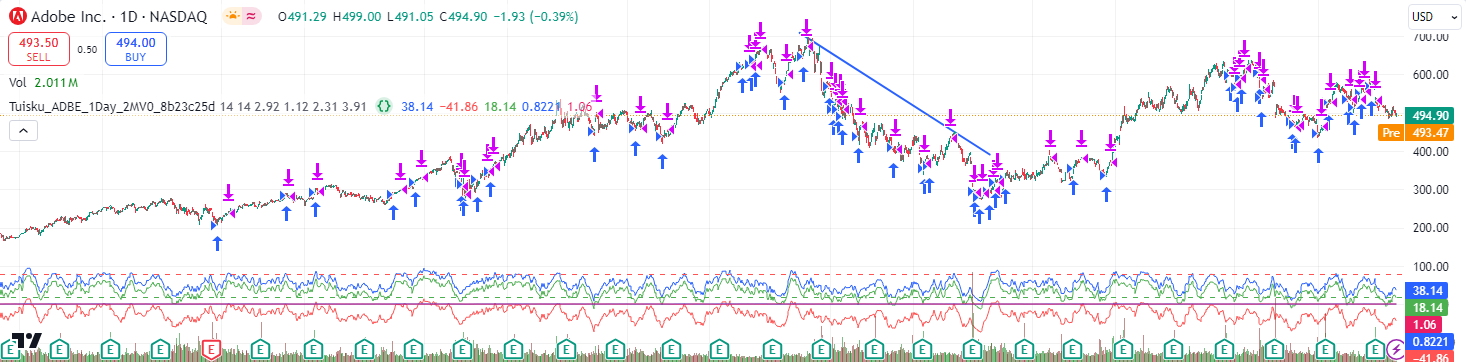 Adobe Inc. · 1D · NASDAQ O491.29 H499.00 L491.05 C494.90 −1.93 (−0.39%)
USD
700.00
493.50
SELL
0.50
494.00
BUY
600.00
Vol 2.011M
Tuisku_ADBE_1Day_2MV0_8b23c25d 14 14 2.92 1.12 2.31 3.91 {} 38.14 −41.86 18.14 0.8221 1.06
494.90
Pre 493.47
400.00
300.00
200.00
100.00
38.14
18.14
1.06
0.8221
−41.86
E E E E E E E E E E E E E E E E E E E E E E E E E E E E